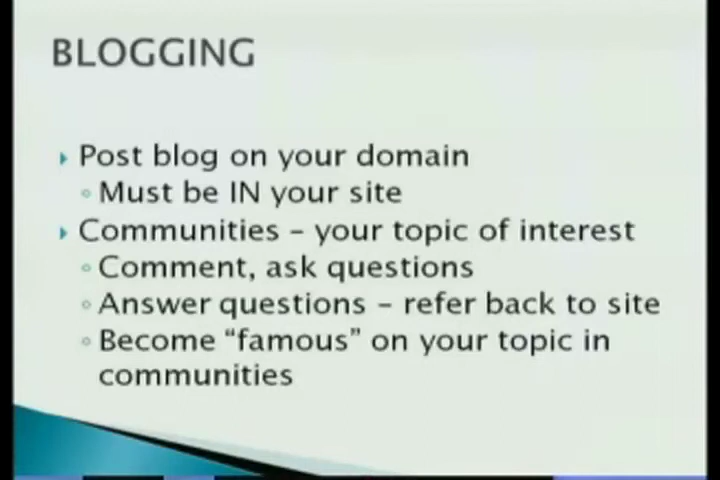 BLOGGING
Post blog on your domain
Must be IN your site
Communities – your topic of interest
Comment, ask questions
Answer questions – refer back to site
Become “famous” on your topic in
communities